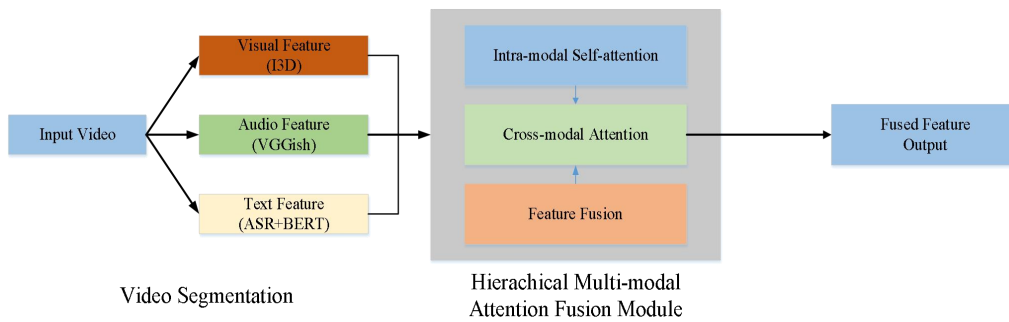 Input Video
Visual Feature
(I3D)
Audio Feature
(VGGish)
Text Feature
(ASR+BERT)
Video Segmentation
Intra-modal Self-attention
Cross-modal Attention
Feature Fusion
Hierachical Multi-modal
Attention Fusion Module
Fused Feature
Output